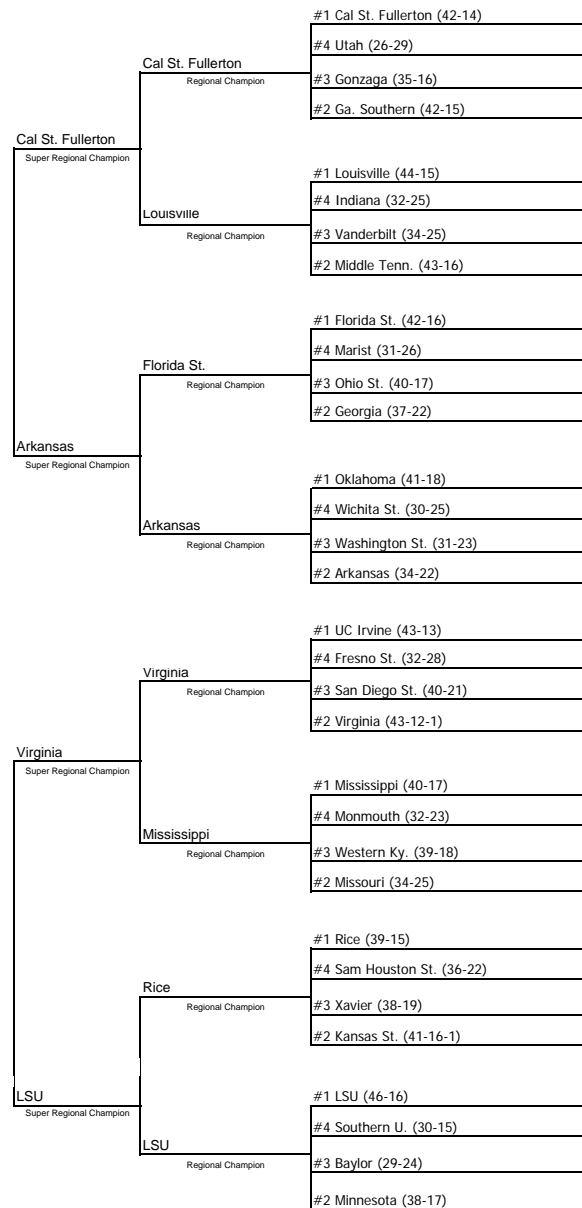 #1 Cal St. Fullerton (42-14)
#4 Utah (26-29)
Cal St. Fullerton
Regional Champion
#3 Gonzaga (35-16)
#2 Ga. Southern (42-15)
Cal St. Fullerton
Super Regional Champion
#1 Louisville (44-15)
#4 Indiana (32-25)
Louisville
Regional Champion
#3 Vanderbilt (34-25)
#2 Middle Tenn. (43-16)
#1 Florida St. (42-16)
#4 Marist (31-26)
Florida St.
Regional Champion
#3 Ohio St. (40-17)
#2 Georgia (37-22)
Arkansas
Super Regional Champion
#1 Oklahoma (41-18)
#4 Wichita St. (30-25)
Arkansas
Regional Champion
#3 Washington St. (31-23)
#2 Arkansas (34-22)
#1 UC Irvine (43-13)
#4 Fresno St. (32-28)
Virginia
Regional Champion
#3 San Diego St. (40-21)
#2 Virginia (43-12-1)
Virginia
Super Regional Champion
#1 Mississippi (40-17)
#4 Monmouth (32-23)
Mississippi
Regional Champion
#3 Western Ky. (39-18)
#2 Missouri (34-25)
#1 Rice (39-15)
#4 Sam Houston St. (36-22)
Rice
Regional Champion
#3 Xavier (38-19)
#2 Kansas St. (41-16-1)
LSU
Super Regional Champion
#1 LSU (46-16)
#4 Southern U. (30-15)
LSU
Regional Champion
#3 Baylor (29-24)
#2 Minnesota (38-17)